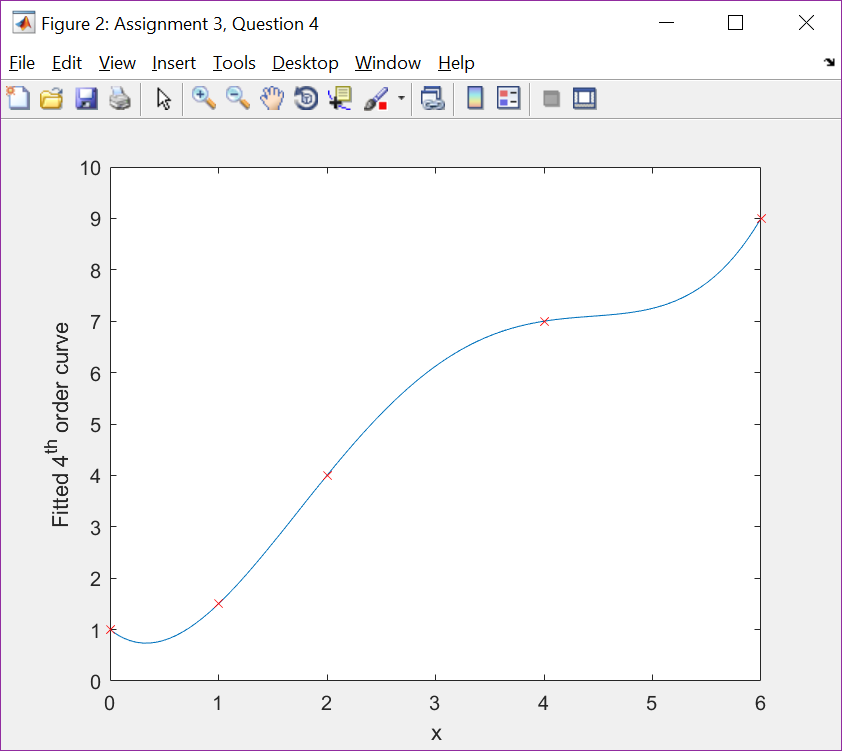 Figure 2: Assignment 3, Question 4
File Edit View Insert Tools Desktop Window Help
10
9
8
7
6
5
4
3
2
1
0
Fitted 4th order curve
0 1 2 3 4 5 6
x